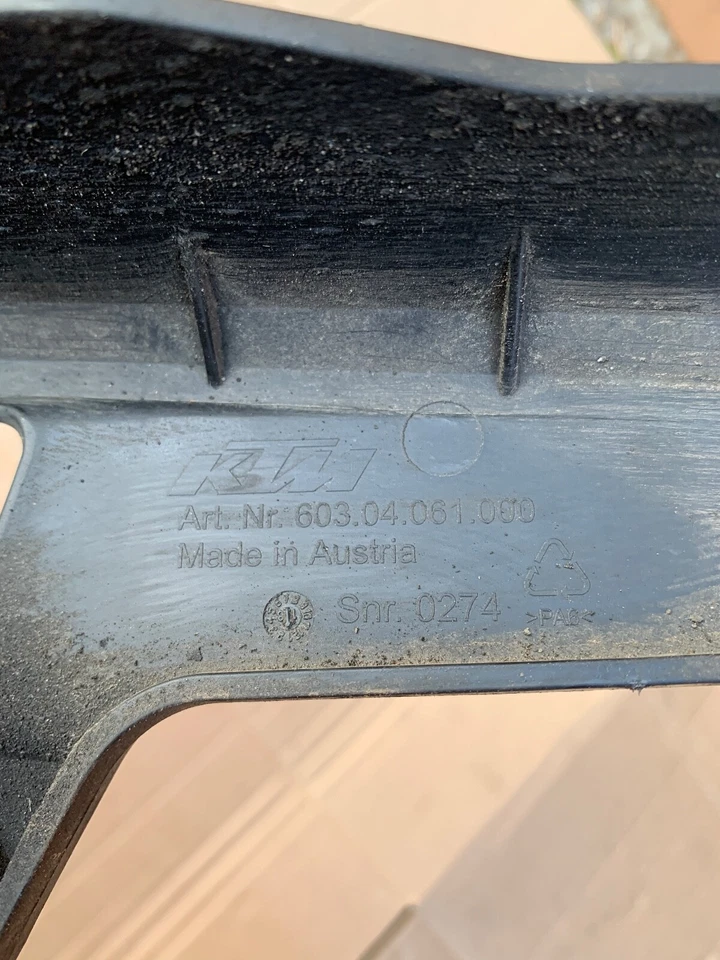 KTM
Art.-Nr. 603.04.061.000
Made in Austria
Snr. 0274 >PA6<